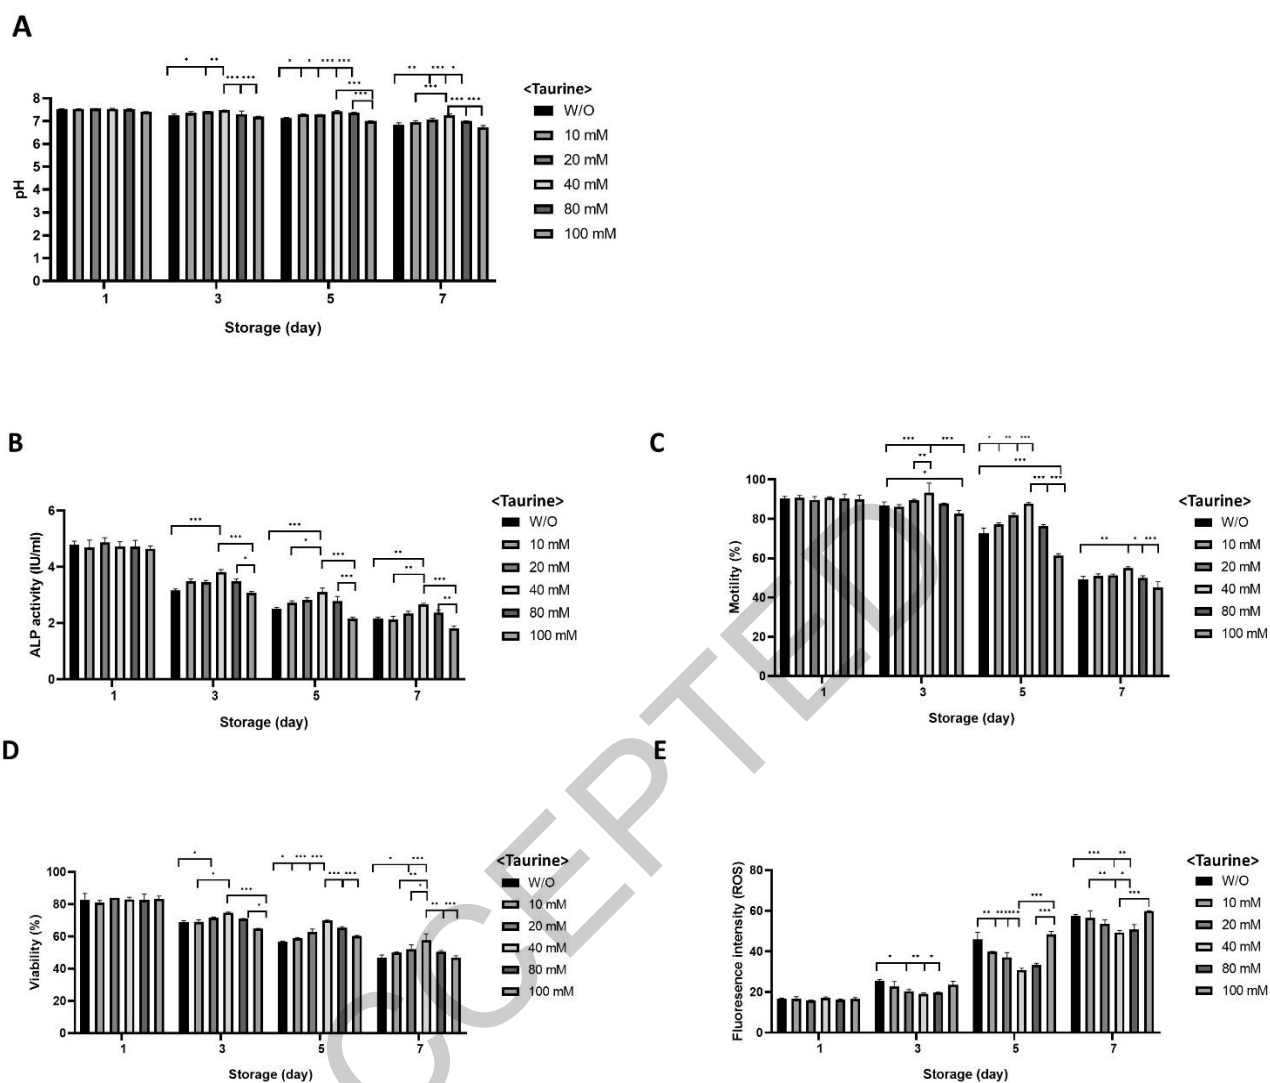 A
<Taurine>
W/O
10 mM
20 mM
40 mM
80 mM
100 mM
pH
8
7
6
5
4
3
2
1
0
1 3 5 7
Storage (day)
B
<Taurine>
W/O
10 mM
20 mM
40 mM
80 mM
100 mM
ALP activity (IU/ml)
6
4
2
0
1 3 5 7
Storage (day)
C
<Taurine>
W/O
10 mM
20 mM
40 mM
80 mM
100 mM
Motility (%)
100
80
60
40
20
0
1 3 5 7
Storage (day)
D
<Taurine>
W/O
10 mM
20 mM
40 mM
80 mM
100 mM
Viability (%)
100
80
60
40
20
0
1 3 5 7
Storage (day)
E
<Taurine>
W/O
10 mM
20 mM
40 mM
80 mM
100 mM
Fluoresence intensity (ROS)
80
60
40
20
0
1 3 5 7
Storage (day)
CCEPTED